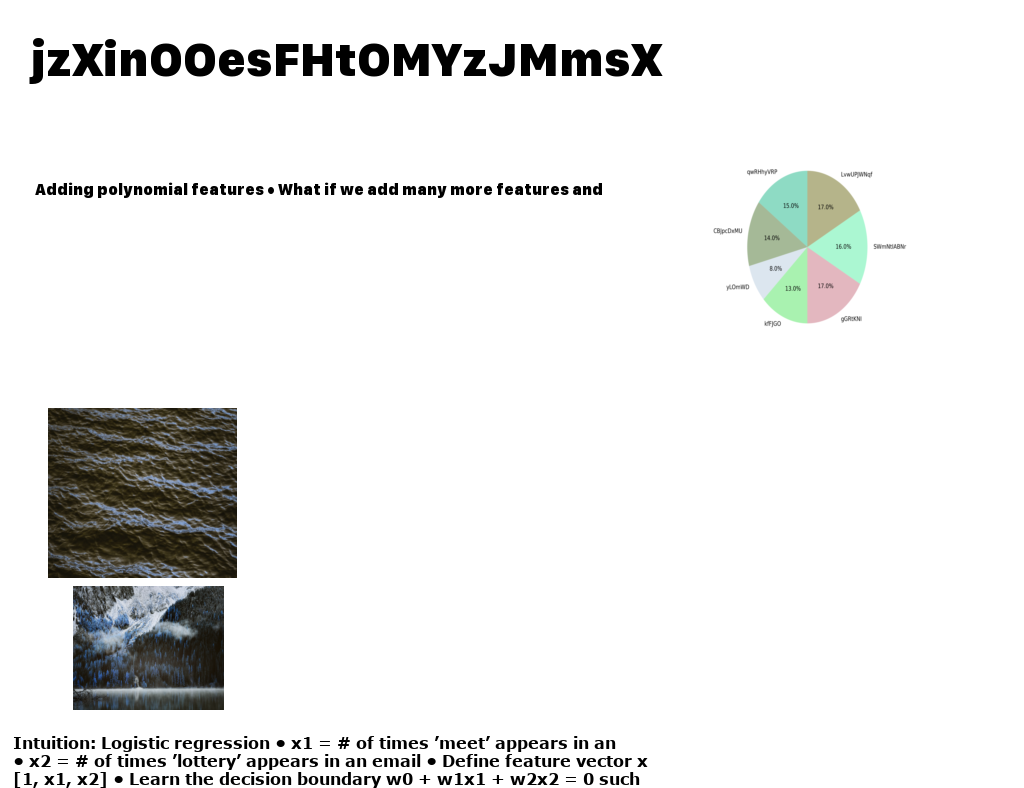 jzXinOOesFHtOMYzJMmsX
Adding polynomial features • What if we add many more features and
qwRHhyVRP
LvwUPJWNqf
15.0%
17.0%
CBJpcDxMU
14.0%
16.0%
SWmNtIABNr
8.0%
yLOmWD
13.0%
17.0%
kfFJGO
gGRtKNI
Intuition: Logistic regression • x1 = # of times ’meet’ appears in an
• x2 = # of times ’lottery’ appears in an email • Define feature vector x
[1, x1, x2] • Learn the decision boundary w0 + w1x1 + w2x2 = 0 such